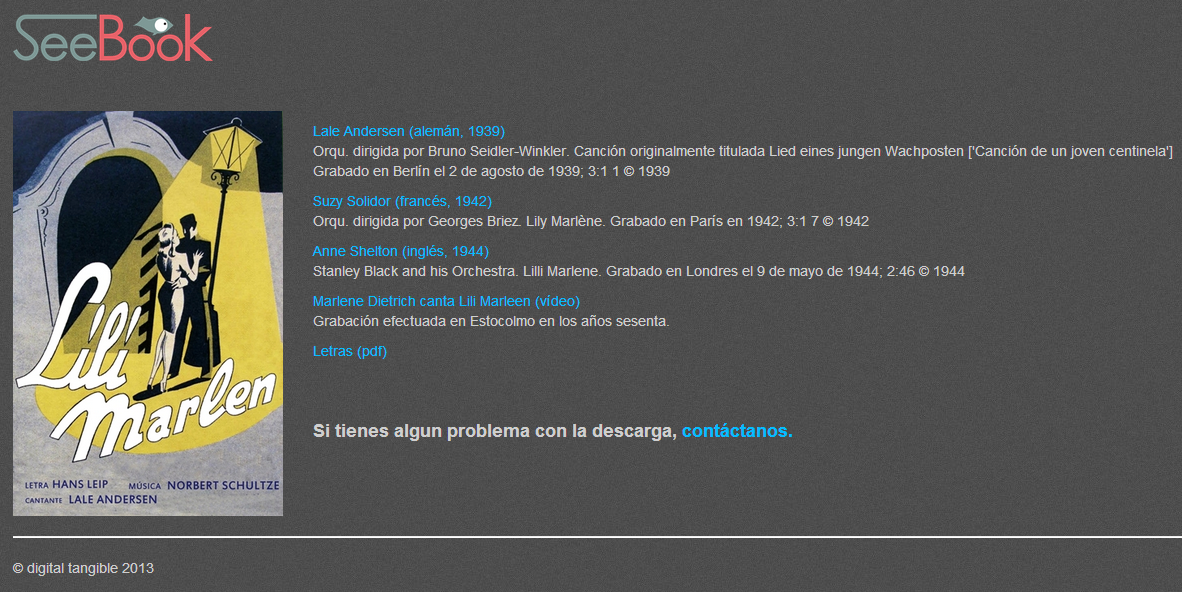 SeeBook
Lili
Marlen
LETRA HANS LEIP MÚSICA NORBERT SCHULTZE
CANTANTE LALE ANDERSEN
Lale Andersen (alemán, 1939)
Orqu. dirigida por Bruno Seidler-Winkler. Canción originalmente titulada Lied eines jungen Wachposten ['Canción de un joven centinela']
Grabado en Berlín el 2 de agosto de 1939; 3:1 1 © 1939
Suzy Solidor (francés, 1942)
Orqu. dirigida por Georges Briez. Lily Marlène. Grabado en París en 1942; 3:1 7 © 1942
Anne Shelton (inglés, 1944)
Stanley Black and his Orchestra. Lilli Marlene. Grabado en Londres el 9 de mayo de 1944; 2:46 © 1944
Marlene Dietrich canta Lili Marleen (vídeo)
Grabación efectuada en Estocolmo en los años sesenta.
Letras (pdf)
Si tienes algun problema con la descarga, contáctanos.
© digital tangible 2013